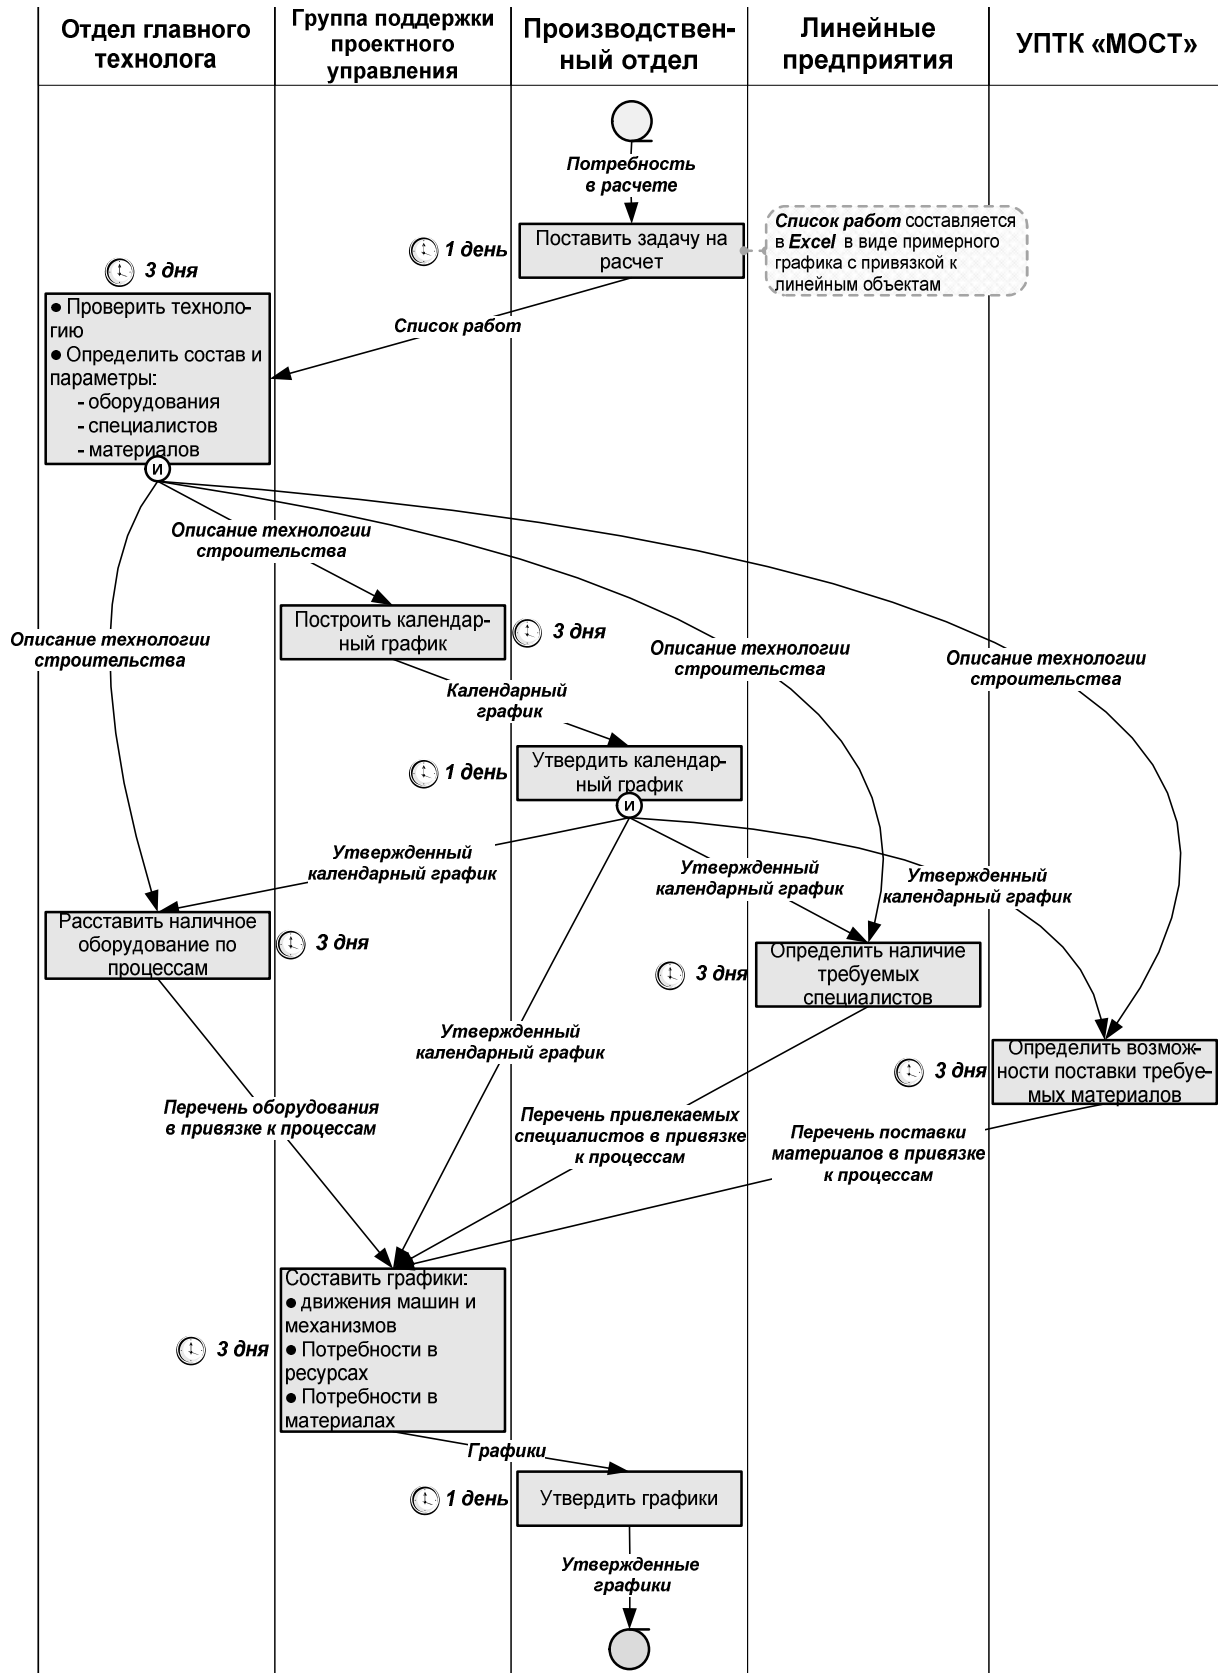 Отдел главного
технолога
Группа поддержки
проектного
управления
Производствен-
ный отдел
Линейные
предприятия
УПТК «МОСТ»
Потребность
в расчете
1 день
Поставить задачу на
расчет
Список работ составляется
в Excel в виде примерного
графика с привязкой к
линейным объектам
3 дня
● Проверить техноло-
гию
● Определить состав и
параметры:
- оборудования
- специалистов
- материалов
и
Список работ
Описание технологии
строительства
Построить календар-
ный график
3 дня
Описание технологии
строительства
Описание технологии
строительства
Описание технологии
строительства
Календарный
график
1 день
Утвердить календар-
ный график
и
Утвержденный
календарный график
Утвержденный
календарный график
Утвержденный
календарный график
Расставить наличное
оборудование по
процессам
3 дня
3 дня
Определить наличие
требуемых
специалистов
Утвержденный
календарный график
3 дня
Определить возмож-
ности поставки требуе-
мых материалов
Перечень оборудования
в привязке к процессам
Перечень привлекаемых
специалистов в привязке
к процессам
Перечень поставки
материалов в привязке
к процессам
3 дня
Составить графики:
● движения машин и
механизмов
● Потребности в
ресурсах
● Потребности в
материалах
Графики
1 день
Утвердить графики
Утвержденные
графики